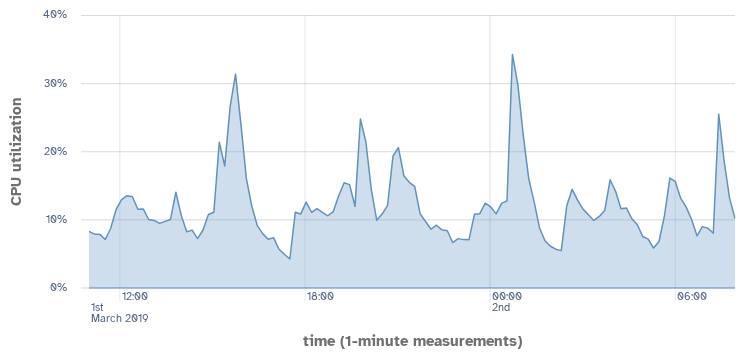 40%
30%
20%
10%
0%
CPU utilization
12:00
18:00
00:00
06:00
1st
2nd
March 2019
time (1-minute measurements)